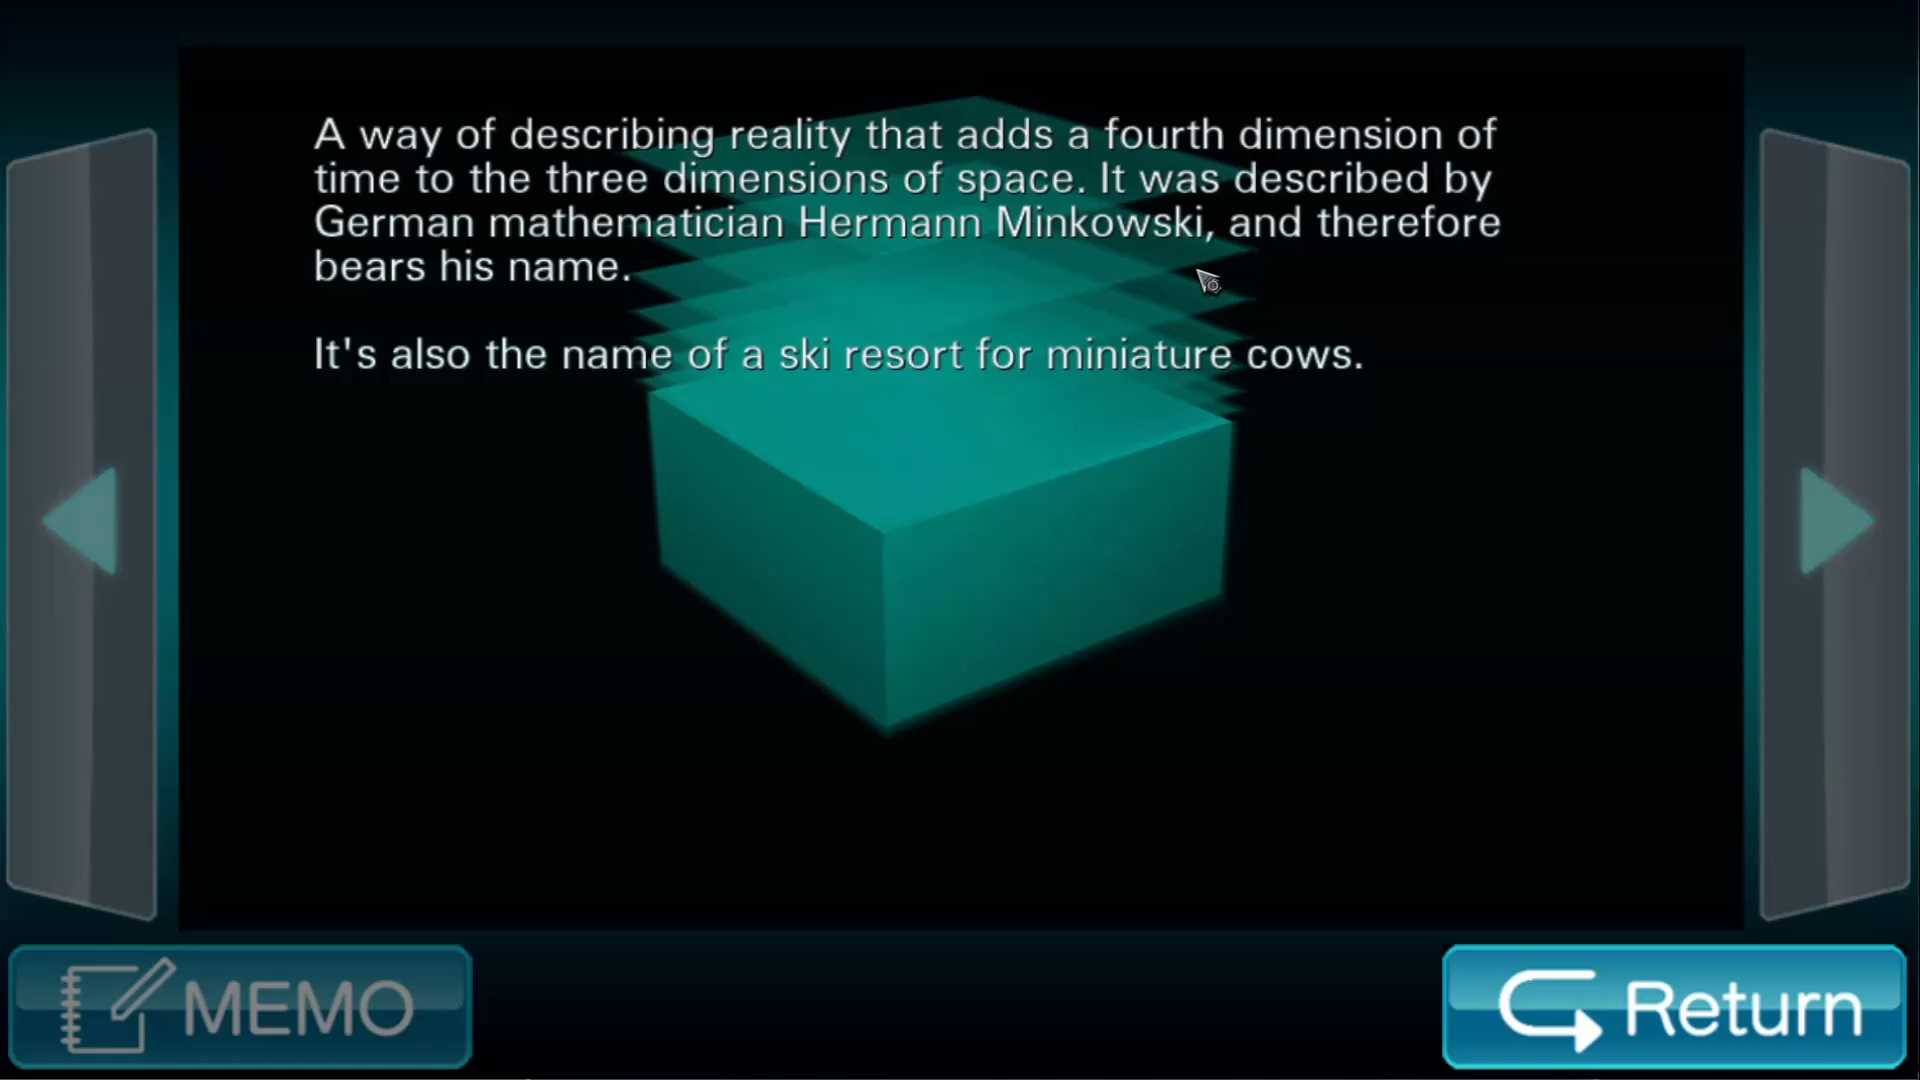 A way of describing reality that adds a fourth dimension of
time to the three dimensions of space. It was described by
German mathematician Hermann Minkowski, and therefore
bears his name.
It's also the name of a ski resort for miniature cows.
MEMO
Return